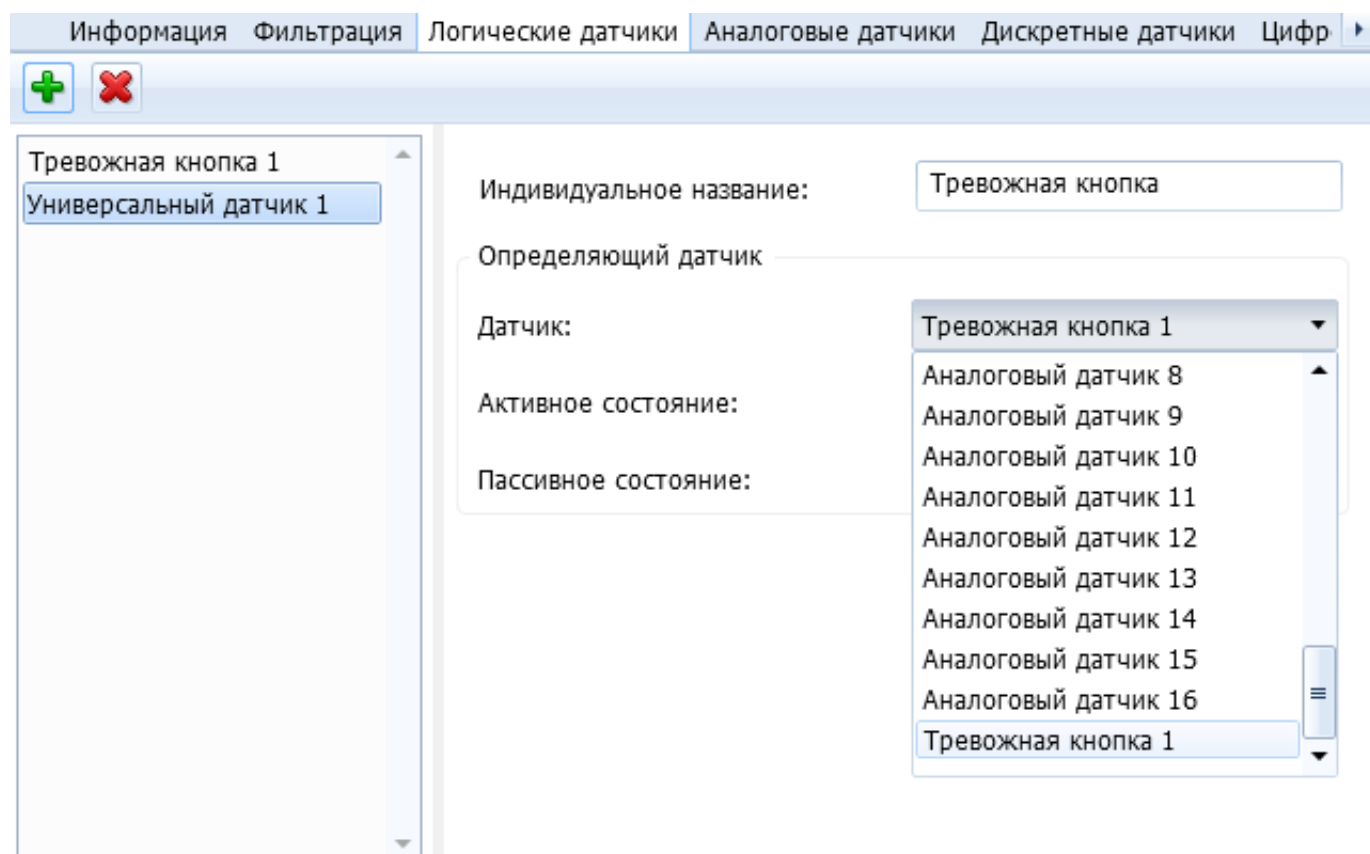 Информация Фильтрация Логические датчики Аналоговые датчики Дискретные датчики Цифр
Тревожная кнопка 1
Универсальный датчик 1
Индивидуальное название: Тревожная кнопка
Определяющий датчик
Датчик: Тревожная кнопка 1
Активное состояние:
Пассивное состояние:
Аналоговый датчик 8
Аналоговый датчик 9
Аналоговый датчик 10
Аналоговый датчик 11
Аналоговый датчик 12
Аналоговый датчик 13
Аналоговый датчик 14
Аналоговый датчик 15
Аналоговый датчик 16
Тревожная кнопка 1